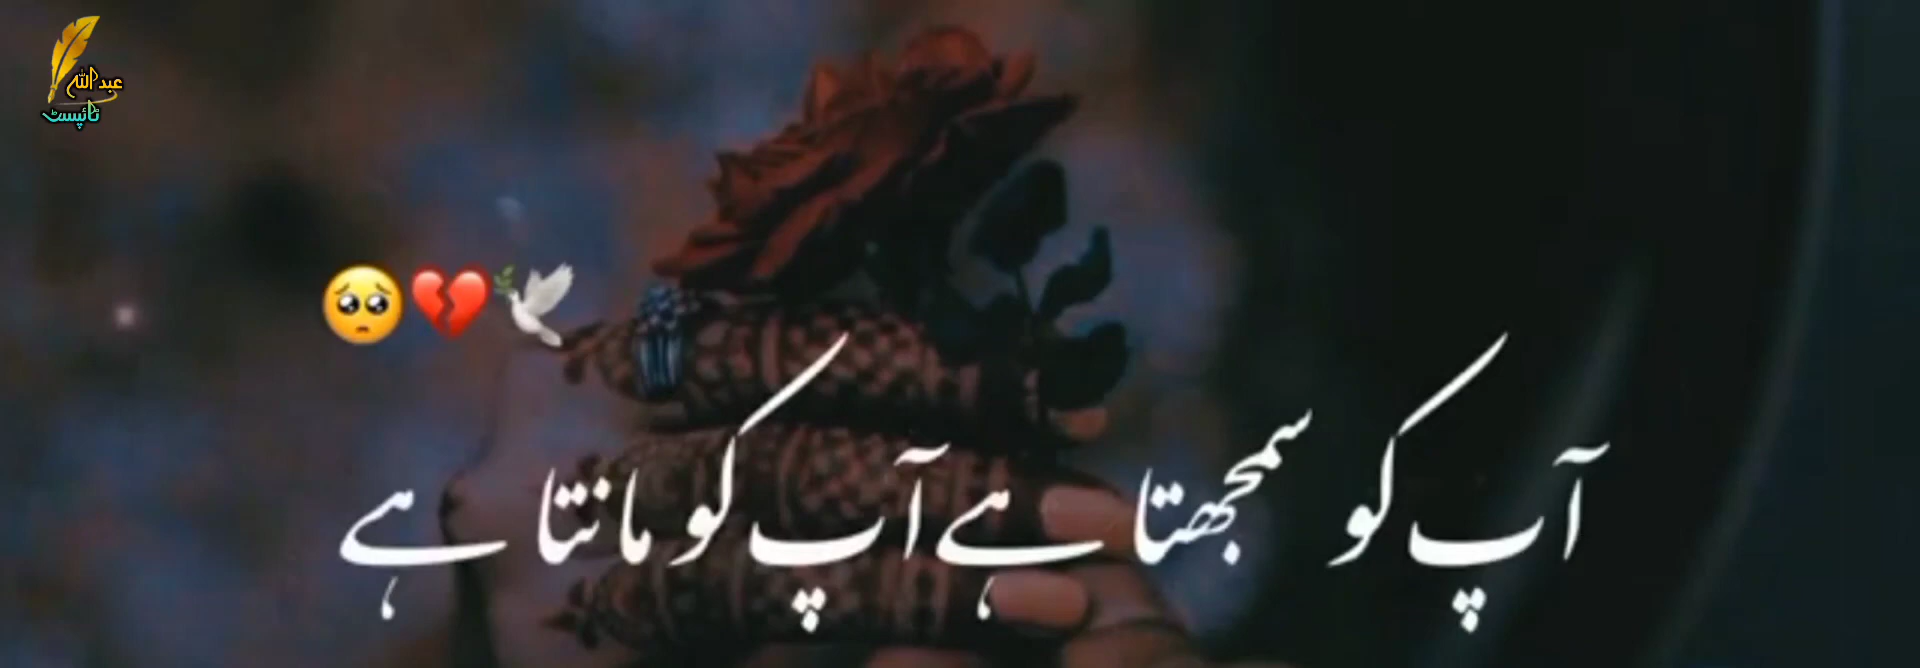 عبداللہ
ٹائپسٹ
🥺💔🕊
آپ کو سمجھتا ہے آپ کو مانتا ہے